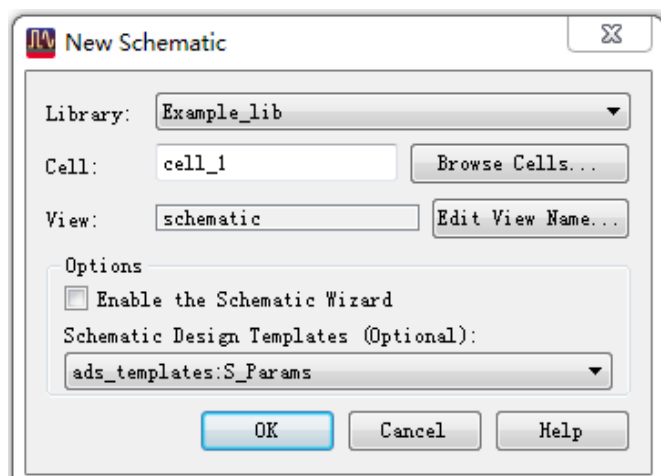 New Schematic
Library: Example_lib
Cell: cell_1 Browse Cells...
View: schematic Edit View Name...
Options
Enable the Schematic Wizard
Schematic Design Templates (Optional):
ads_templates:S_Params
OK Cancel Help